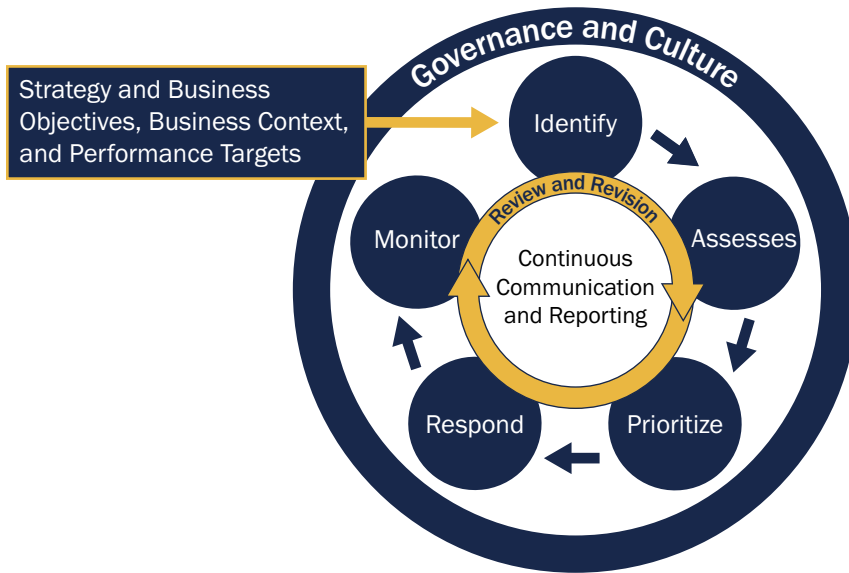 Governance and Culture
Strategy and Business
Objectives, Business Context,
and Performance Targets
Identify
Assesses
Prioritize
Respond
Monitor
Review and Revision
Continuous
Communication
and Reporting